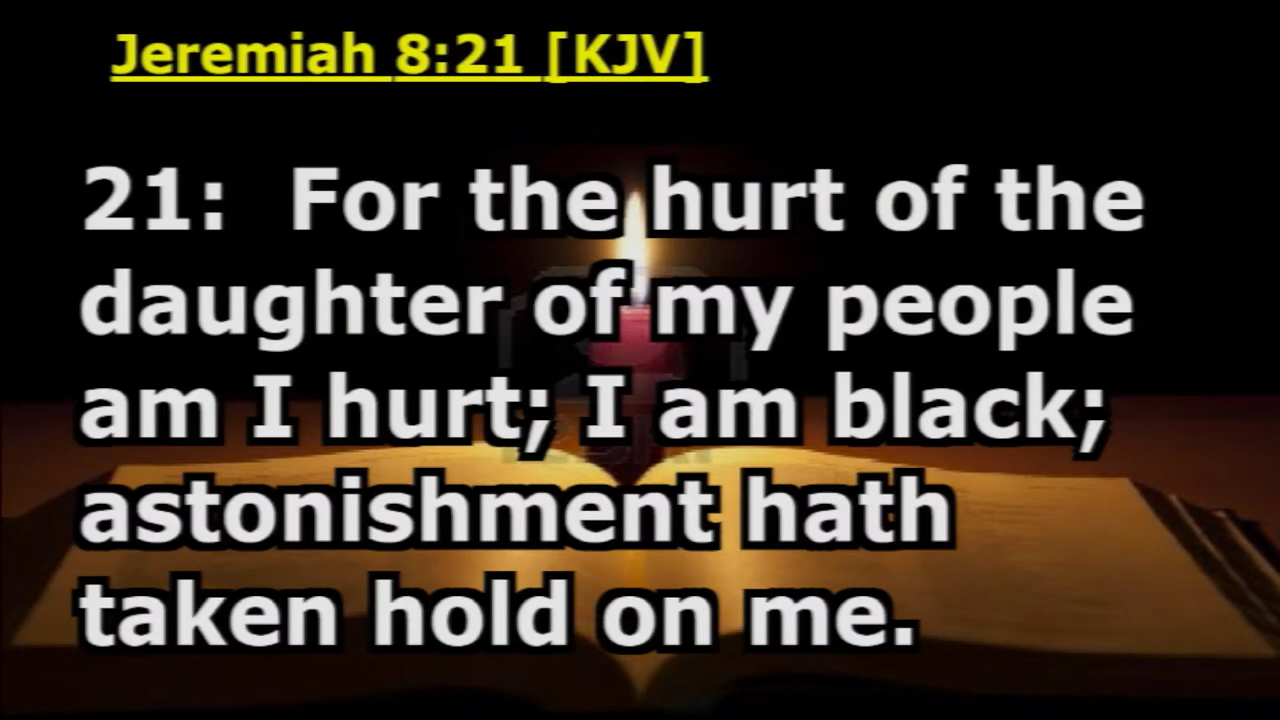 Jeremiah 8:21 [KJV]
21:  For the hurt of the
daughter of my people
am I hurt; I am black;
astonishment hath
taken hold on me.